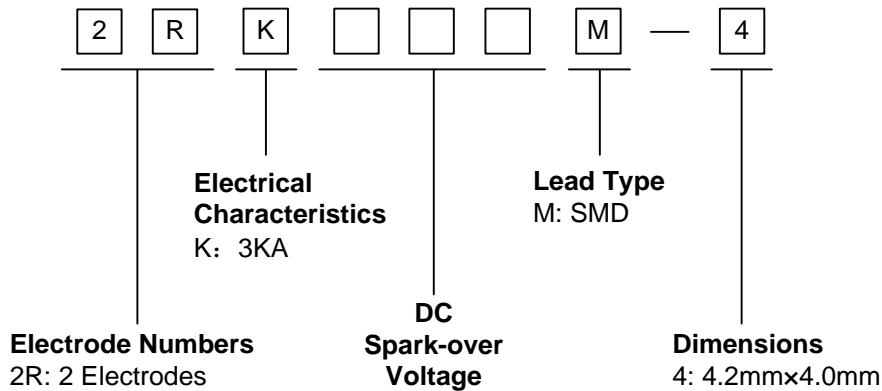 2 R K M — 4
Electrical
Characteristics
K：3KA
Lead Type
M: SMD
Electrode Numbers
2R: 2 Electrodes
DC
Spark-over
Voltage
Dimensions
4: 4.2mm×4.0mm